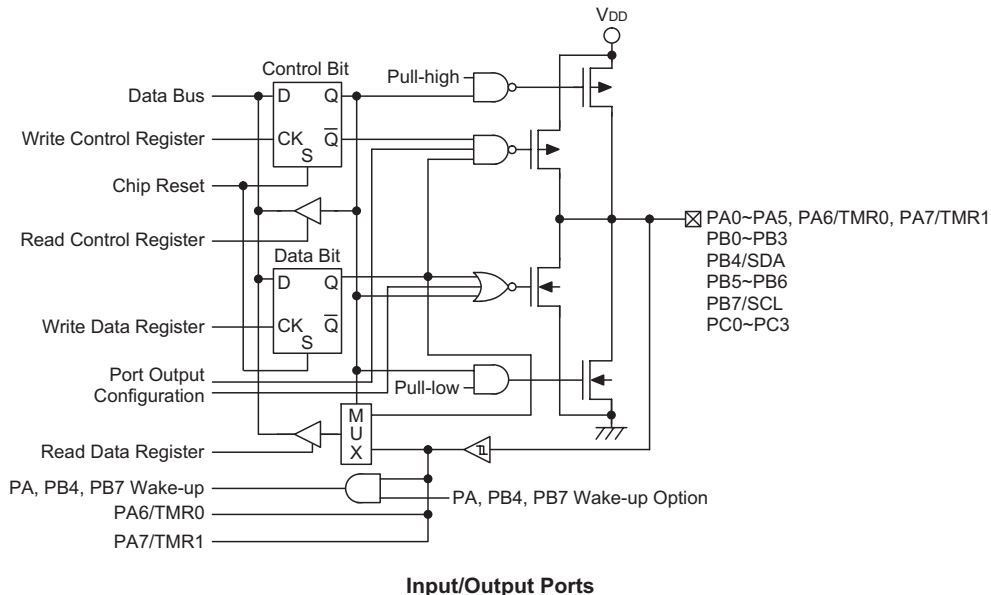 VDD
Control Bit
Pull-high
Data Bus
D Q
Write Control Register
CK Q
S
Chip Reset
Read Control Register
Data Bit
D Q
Write Data Register
CK Q
S
Port Output
Configuration
Pull-low
M
U
X
Read Data Register
PA, PB4, PB7 Wake-up
PA, PB4, PB7 Wake-up Option
PA6/TMR0
PA7/TMR1
PA0~PA5, PA6/TMR0, PA7/TMR1
PB0~PB3
PB4/SDA
PB5~PB6
PB7/SCL
PC0~PC3
Input/Output Ports